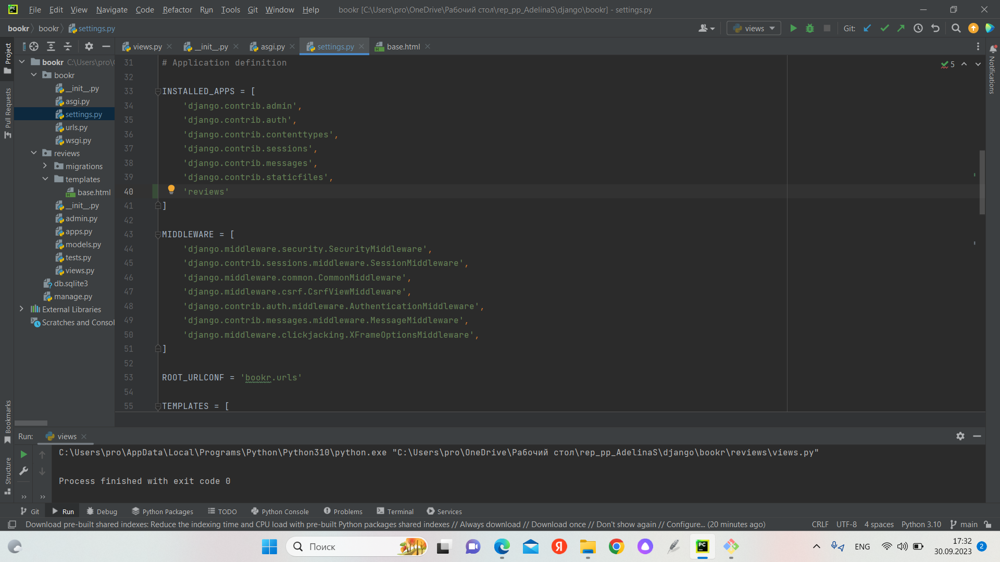 File Edit View Navigate Code Refactor Run Tools Git Window Help bookr [C:\Users\pro\OneDrive\Рабочий стол\rep_pp_AdelinaS\django\bookr] - settings.py
bookr bookr settings.py views Git:
views.py __init__.py asgi.py settings.py base.html
Project
Pull Requests
Bookmarks
Structure
Notifications
bookr C:\Users\pro\
bookr
__init__.py
asgi.py
settings.py
urls.py
wsgi.py
reviews
migrations
templates
base.html
__init__.py
admin.py
apps.py
models.py
tests.py
views.py
db.sqlite3
manage.py
External Libraries
Scratches and Consol
5
31 # Application definition
32
33 INSTALLED_APPS = [
34 'django.contrib.admin',
35 'django.contrib.auth',
36 'django.contrib.contenttypes',
37 'django.contrib.sessions',
38 'django.contrib.messages',
39 'django.contrib.staticfiles',
40 'reviews'
41 ]
42
43 MIDDLEWARE = [
44 'django.middleware.security.SecurityMiddleware',
45 'django.contrib.sessions.middleware.SessionMiddleware',
46 'django.middleware.common.CommonMiddleware',
47 'django.middleware.csrf.CsrfViewMiddleware',
48 'django.contrib.auth.middleware.AuthenticationMiddleware',
49 'django.contrib.messages.middleware.MessageMiddleware',
50 'django.middleware.clickjacking.XFrameOptionsMiddleware',
51 ]
52
53 ROOT_URLCONF = 'bookr.urls'
54
55 TEMPLATES = [
Run: views
C:\Users\pro\AppData\Local\Programs\Python\Python310\python.exe "C:\Users\pro\OneDrive\Рабочий стол\rep_pp_AdelinaS\django\bookr\reviews\views.py"
Process finished with exit code 0
Git Run Debug Python Packages TODO Python Console Problems Terminal Services
Download pre-built shared indexes: Reduce the indexing time and CPU load with pre-built Python packages shared indexes // Always download // Download once // Don't show again // Configure... (20 minutes ago) CRLF UTF-8 4 spaces Python 3.10 main
Поиск ENG 17:32
30.09.2023 2